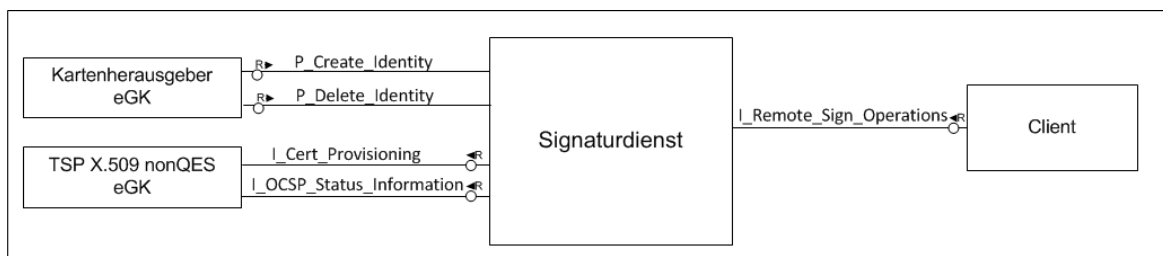 Kartenherausgeber
eGK
R
P_Create_Identity
R
P_Delete_Identity
TSP X.509 nonQES
eGK
I_Cert_Provisioning
R
I_OCSP_Status_Information
R
Signaturdienst
I_Remote_Sign_Operations
R
Client